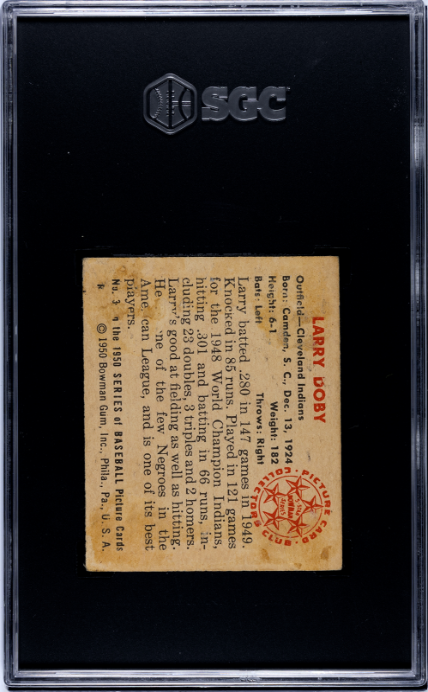 SGC
LARRY DOBY
Outfield—Cleveland Indians
Born: Camden, S. C., Dec. 13, 1924
Height: 6-1 Weight: 182
Bats: Left Throws: Right
PICTURE CARD
COLLECTORS CLUB
Larry batted .280 in 147 games in 1949.
Knocked in 85 runs. Played in 121 games
for the 1948 World Champion Indians,
hitting .301 and batting in 66 runs, in-
cluding 23 doubles, 3 triples and 2 homers.
Larry's good at fielding as well as hitting.
He ne of the few Negroes in the
Ame can League, and is one of its best
players.
No. 3 n the 1950 SERIES of BASEBALL Picture Cards
© 1950 Bowman Gum, Inc., Phila., Pa., U. S. A.